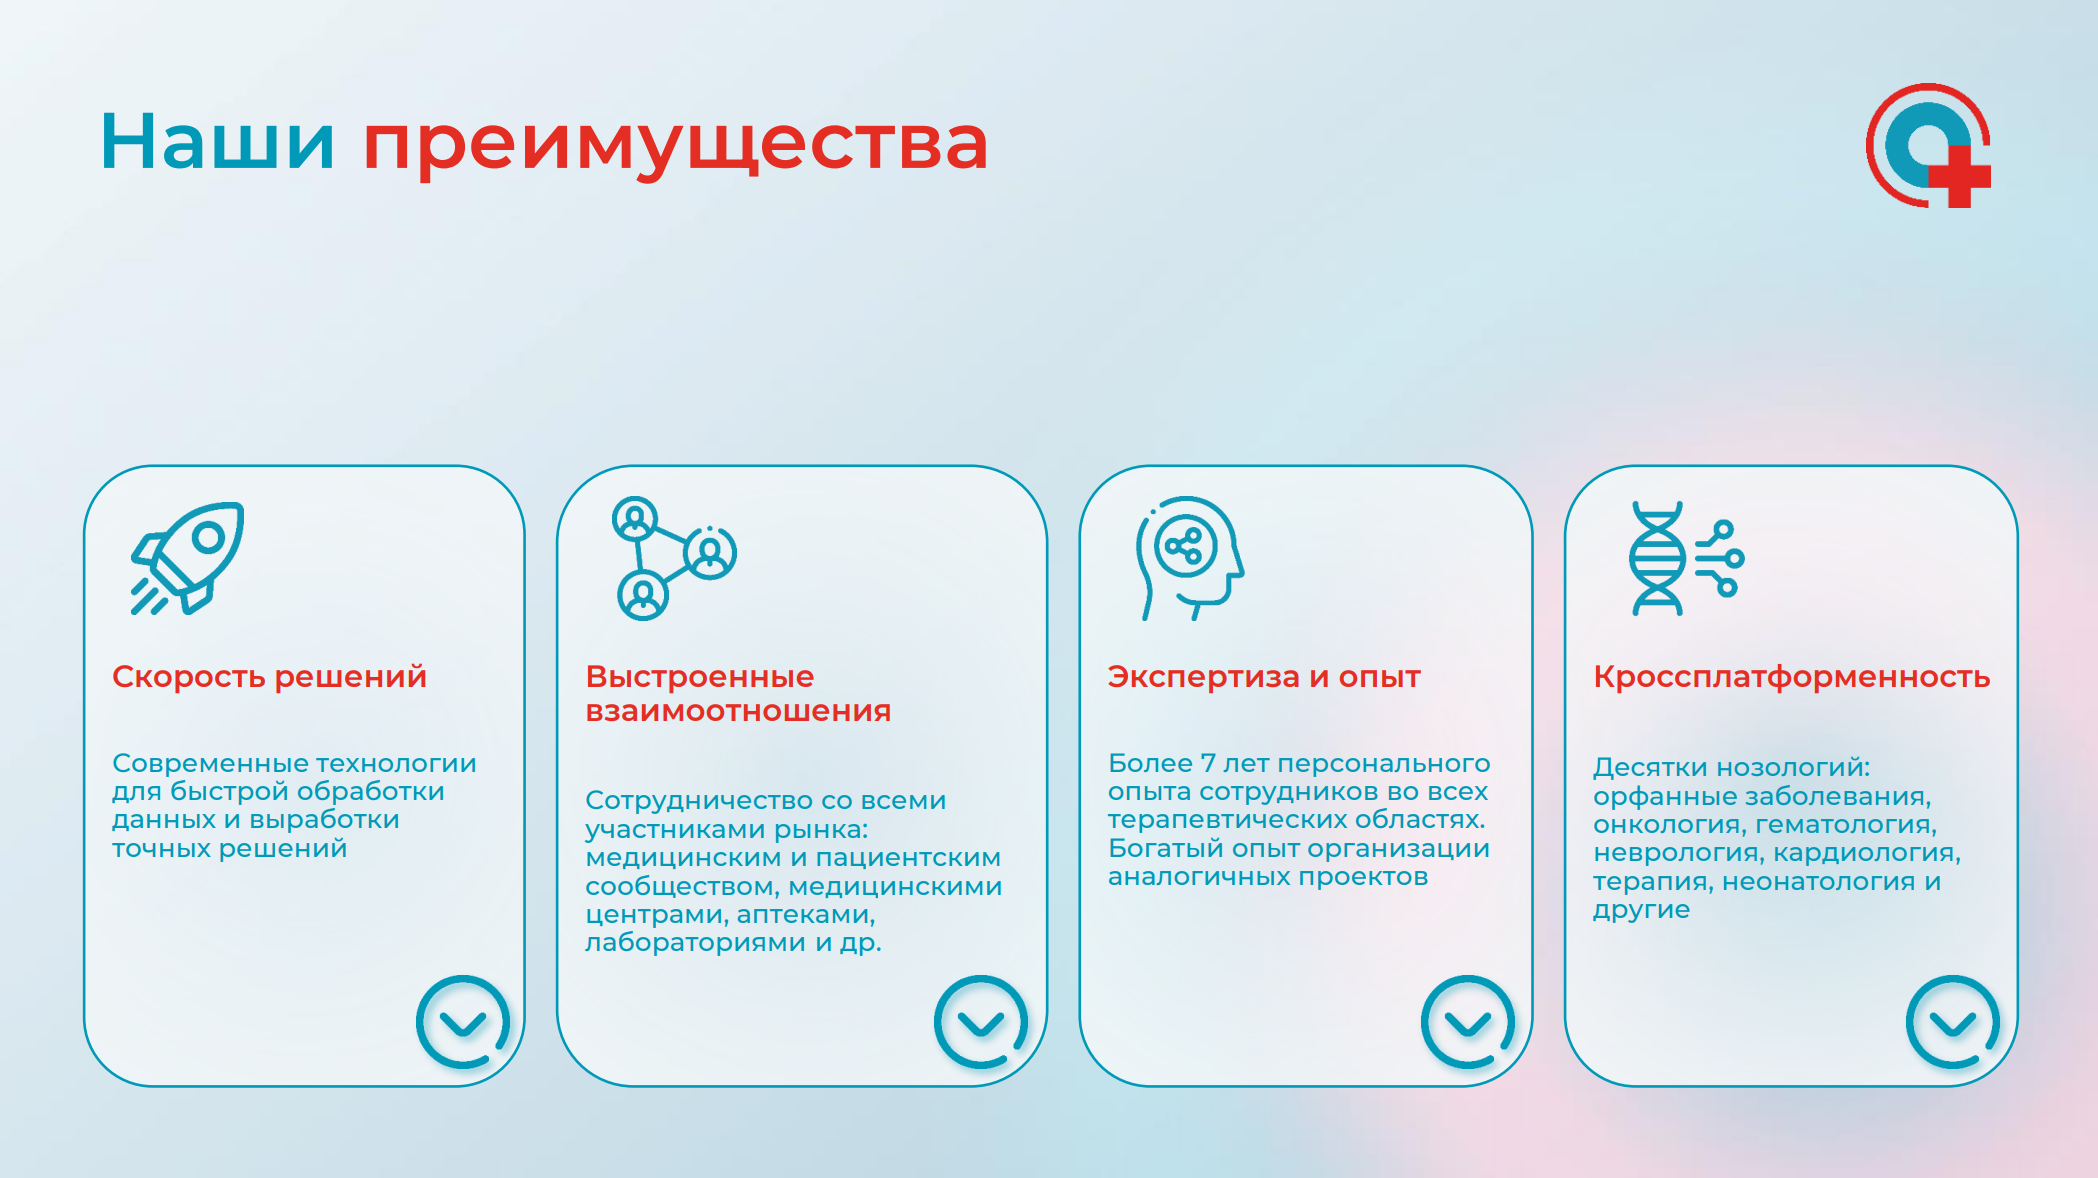 Наши преимущества
Скорость решений
Современные технологии
для быстрой обработки
данных и выработки
точных решений
Выстроенные
взаимоотношения
Сотрудничество со всеми
участниками рынка:
медицинским и пациентским
сообществом, медицинскими
центрами, аптеками,
лабораториями и др.
Экспертиза и опыт
Более 7 лет персонального
опыта сотрудников во всех
терапевтических областях.
Богатый опыт организации
аналогичных проектов
Кроссплатформенность
Десятки нозологий:
орфанные заболевания,
онкология, гематология,
неврология, кардиология,
терапия, неонатология и
другие